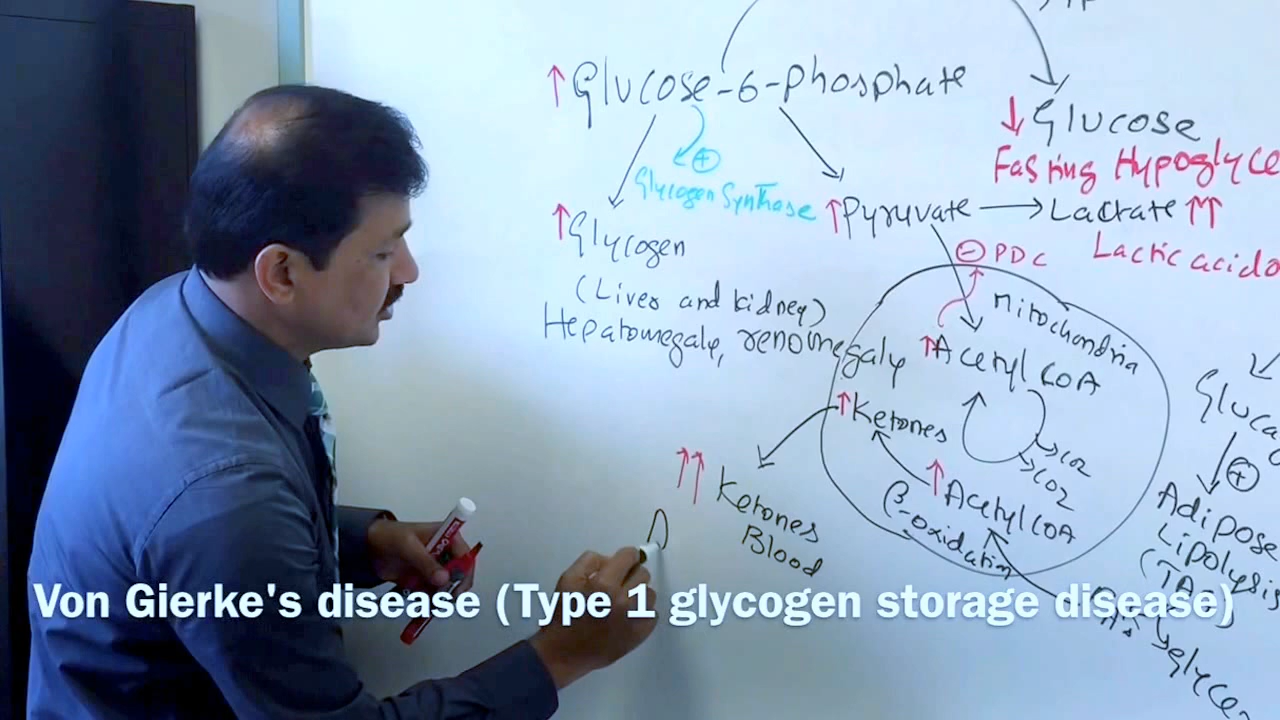 ↑Glucose-6-Phosphate
↓Glucose
Fasting Hypoglyce
⊕
Glycogen Synthase
↑Pyruvate → Lactate ↑↑
↑Glycogen
⊖ PDC
Lactic acido
(Liver and kidney)
Mitochondria
Hepatomegaly, renomegaly
↑Acetyl COA
↑Ketones
CO2
CO2
Gluca
⊕
↑↑ Ketones
Blood
↑Acetyl COA
β-oxidation
Adipose
Lipolysis
glycer
Von Gierke's disease (Type 1 glycogen storage disease)